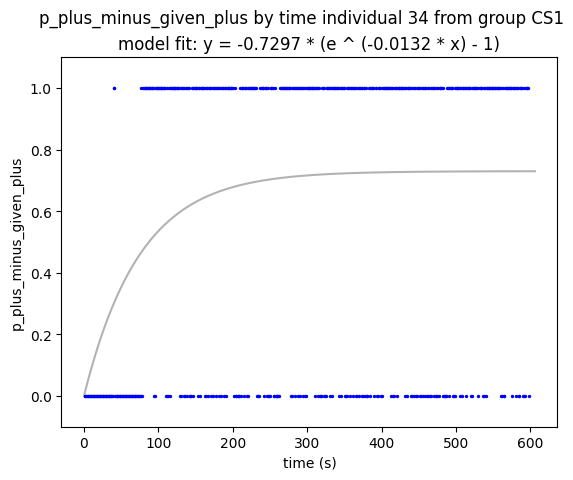 p_plus_minus_given_plus by time individual 34 from group CS1
model fit: y = -0.7297 * (e ^ (-0.0132 * x) - 1)
1.0
0.8
0.6
0.4
0.2
0.0
p_plus_minus_given_plus
0 100 200 300 400 500 600
time (s)